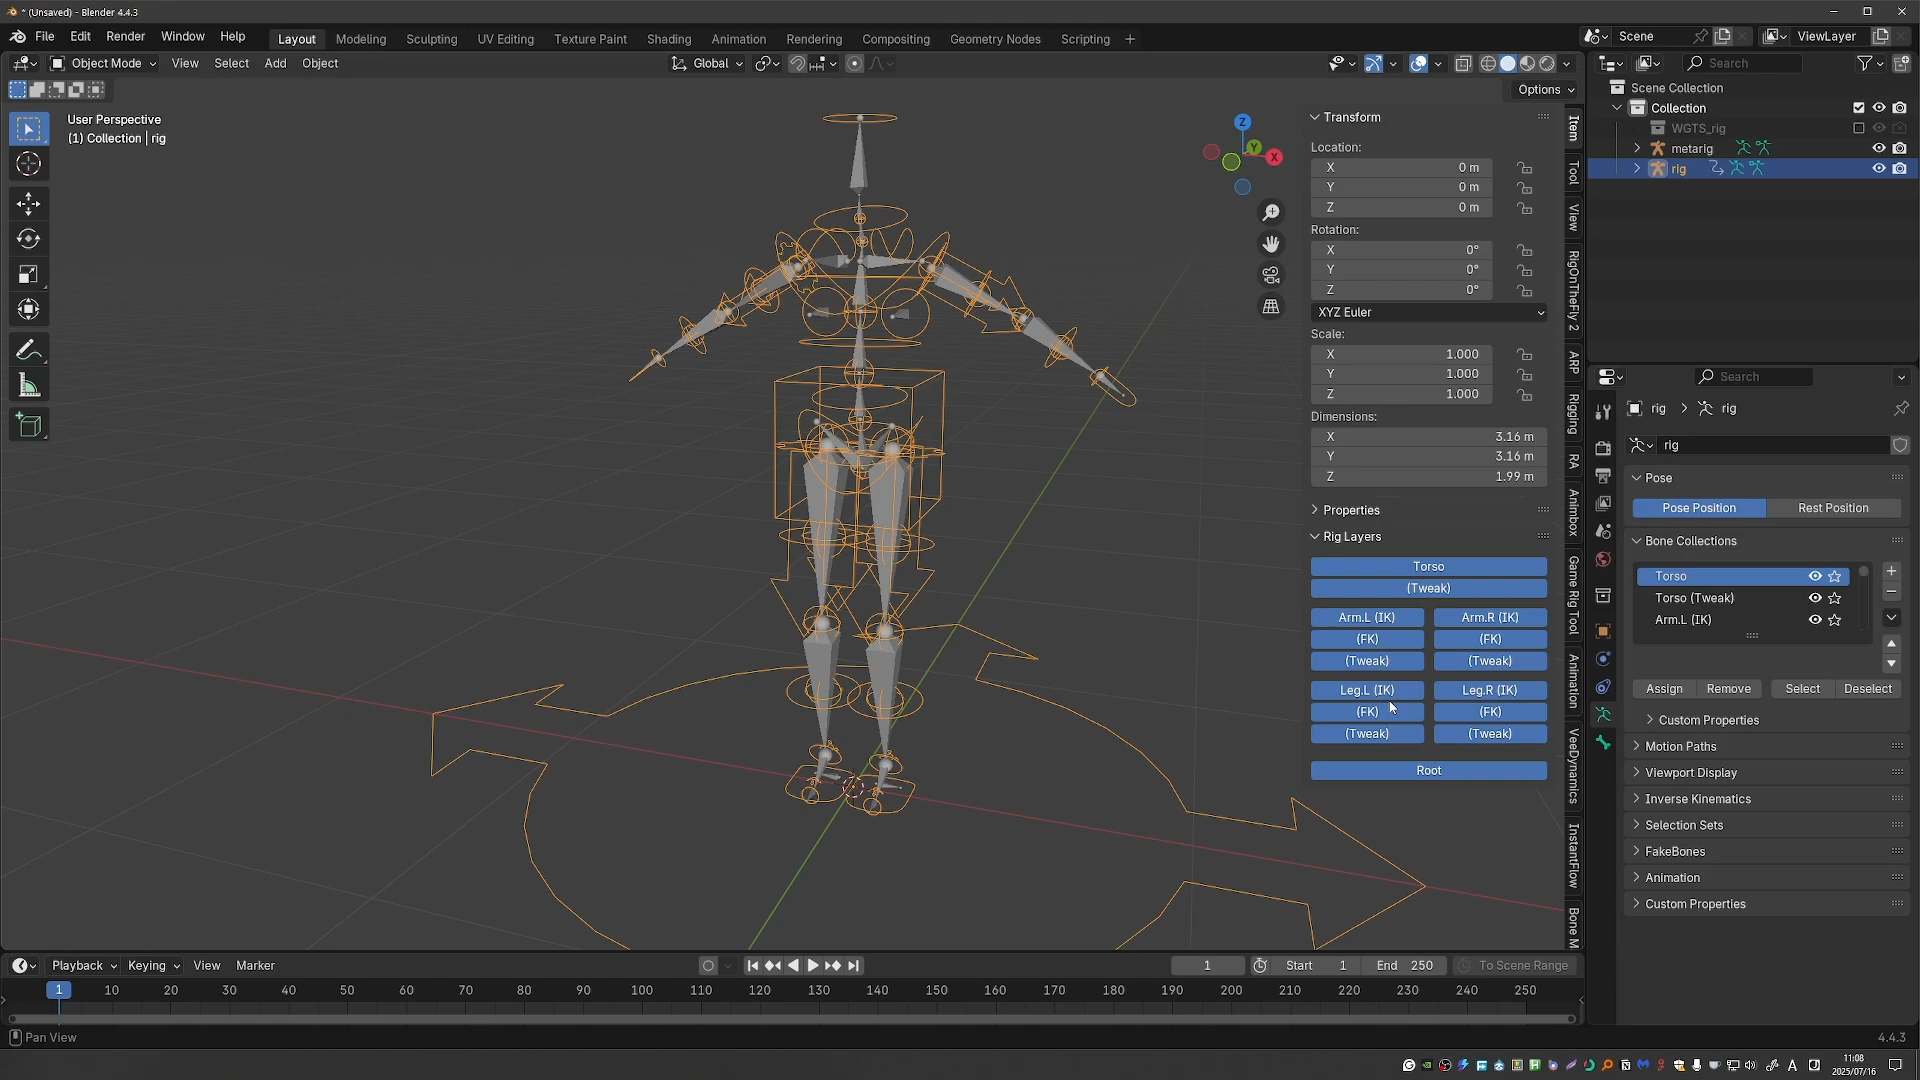 * (Unsaved) - Blender 4.4.3
File Edit Render Window Help Layout Modeling Sculpting UV Editing Texture Paint Shading Animation Rendering Compositing Geometry Nodes Scripting + Scene ViewLayer
Object Mode View Select Add Object Global Search
Options
User Perspective
(1) Collection | rig
Z
Y
X
Transform
Location:
X 0 m
Y 0 m
Z 0 m
Rotation:
X 0°
Y 0°
Z 0°
XYZ Euler
Scale:
X 1.000
Y 1.000
Z 1.000
Dimensions:
X 3.16 m
Y 3.16 m
Z 1.99 m
Properties
Rig Layers
Torso
(Tweak)
Arm.L (IK) Arm.R (IK)
(FK) (FK)
(Tweak) (Tweak)
Leg.L (IK) Leg.R (IK)
(FK) (FK)
(Tweak) (Tweak)
Root
Item
Tool
View
RigOnTheFly 2
ARP
Rigging
RA
Animbox
Game Rig Tool
Animation
VeeDynamics
InstantFlow
Bone M
Scene Collection
Collection
WGTS_rig
metarig
rig
Search
rig > rig
rig
Pose
Pose Position Rest Position
Bone Collections
Torso
Torso (Tweak)
Arm.L (IK)
Assign Remove Select Deselect
Custom Properties
Motion Paths
Viewport Display
Inverse Kinematics
Selection Sets
FakeBones
Animation
Custom Properties
Playback Keying View Marker 1 Start 1 End 250 To Scene Range
1 10 20 30 40 50 60 70 80 90 100 110 120 130 140 150 160 170 180 190 200 210 220 230 240 250
Pan View 4.4.3
A
11:08
2025/07/16